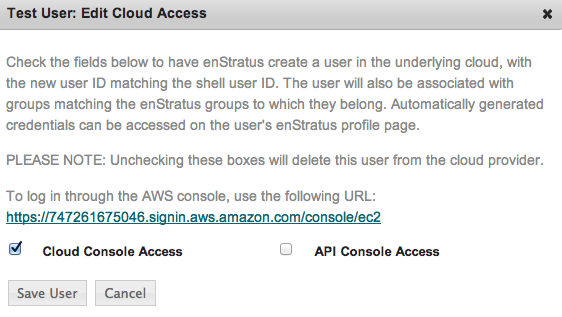 Test User: Edit Cloud Access
Check the fields below to have enStratus create a user in the underlying cloud, with
the new user ID matching the shell user ID. The user will also be associated with
groups matching the enStratus groups to which they belong. Automatically generated
credentials can be accessed on the user's enStratus profile page.
PLEASE NOTE: Unchecking these boxes will delete this user from the cloud provider.
To log in through the AWS console, use the following URL:
https://747261675046.signin.aws.amazon.com/console/ec2
Cloud Console Access API Console Access
Save User Cancel